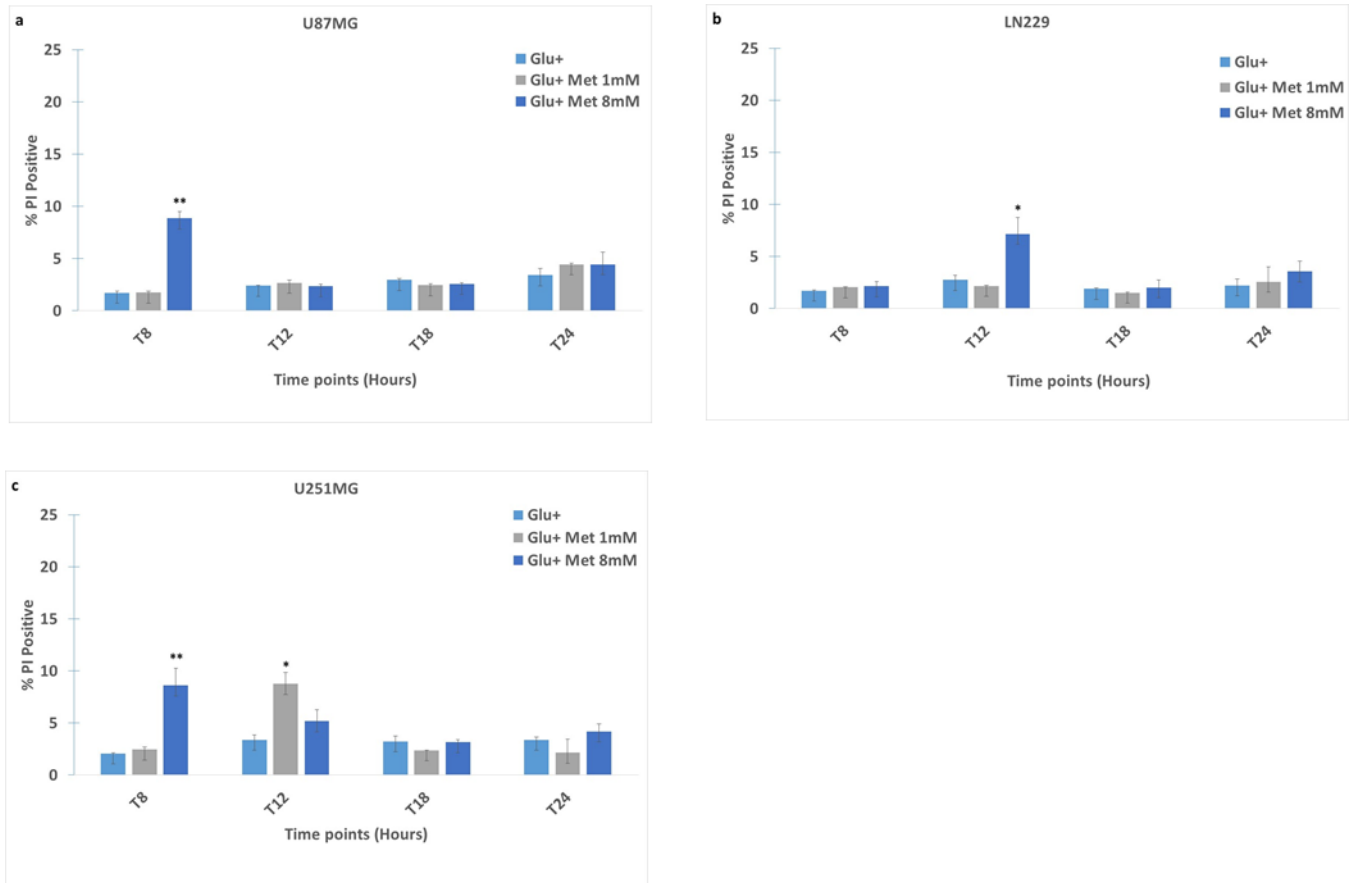 a
U87MG
25
20
15
10
5
0
% PI Positive
Glu+
Glu+ Met 1mM
Glu+ Met 8mM
**
T8
T12
T18
T24
Time points (Hours)
b
LN229
25
20
15
10
5
0
% PI Positive
Glu+
Glu+ Met 1mM
Glu+ Met 8mM
*
T8
T12
T18
T24
Time points (Hours)
c
U251MG
25
20
15
10
5
0
% PI Positive
Glu+
Glu+ Met 1mM
Glu+ Met 8mM
**
*
T8
T12
T18
T24
Time points (Hours)